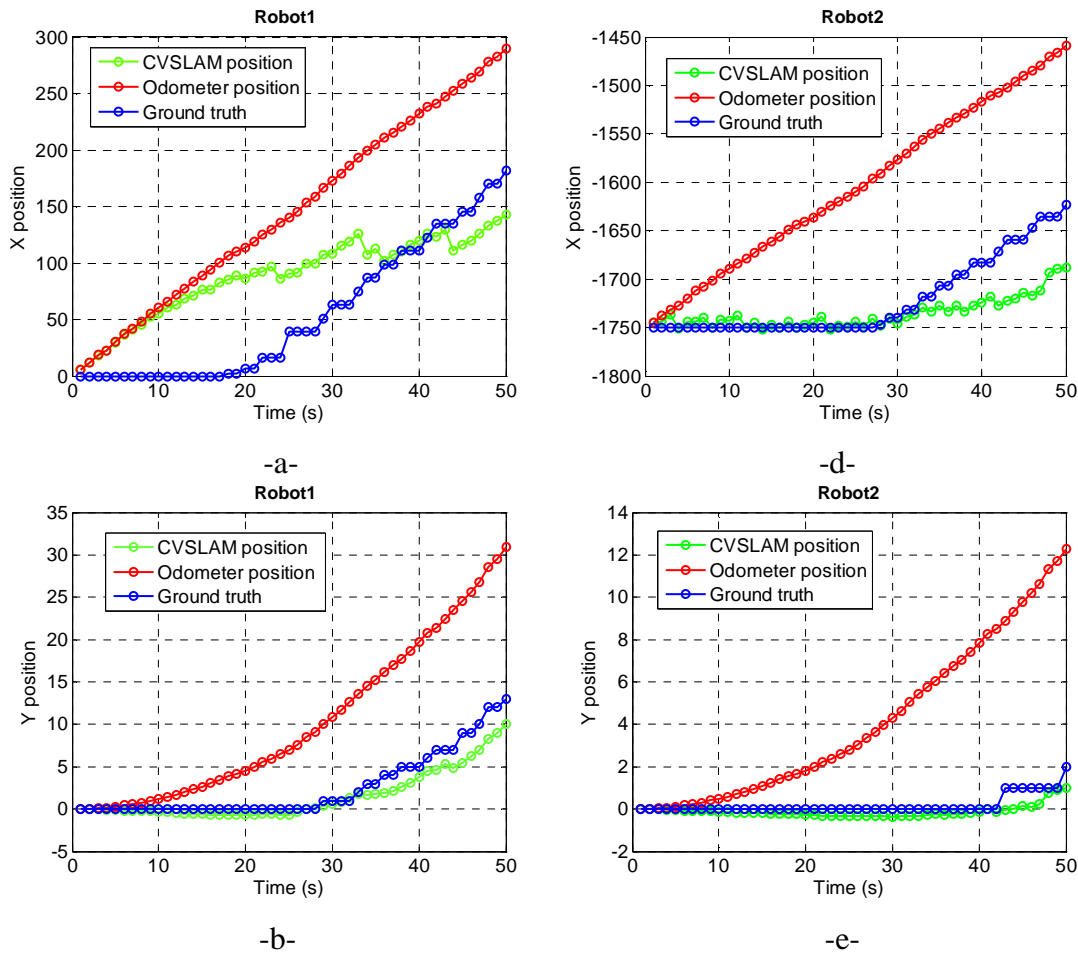 Robot1
300
250
200
150
100
50
0
X position
CVSLAM position
Odometer position
Ground truth
0 10 20 30 40 50
Time (s)
-a-
Robot2
-1450
-1500
-1550
-1600
-1650
-1700
-1750
-1800
X position
CVSLAM position
Odometer position
Ground truth
0 10 20 30 40 50
Time (s)
-d-
Robot1
35
30
25
20
15
10
5
0
-5
Y position
CVSLAM position
Odometer position
Ground truth
0 10 20 30 40 50
Time (s)
-b-
Robot2
14
12
10
8
6
4
2
0
-2
Y position
CVSLAM position
Odometer position
Ground truth
0 10 20 30 40 50
Time (s)
-e-